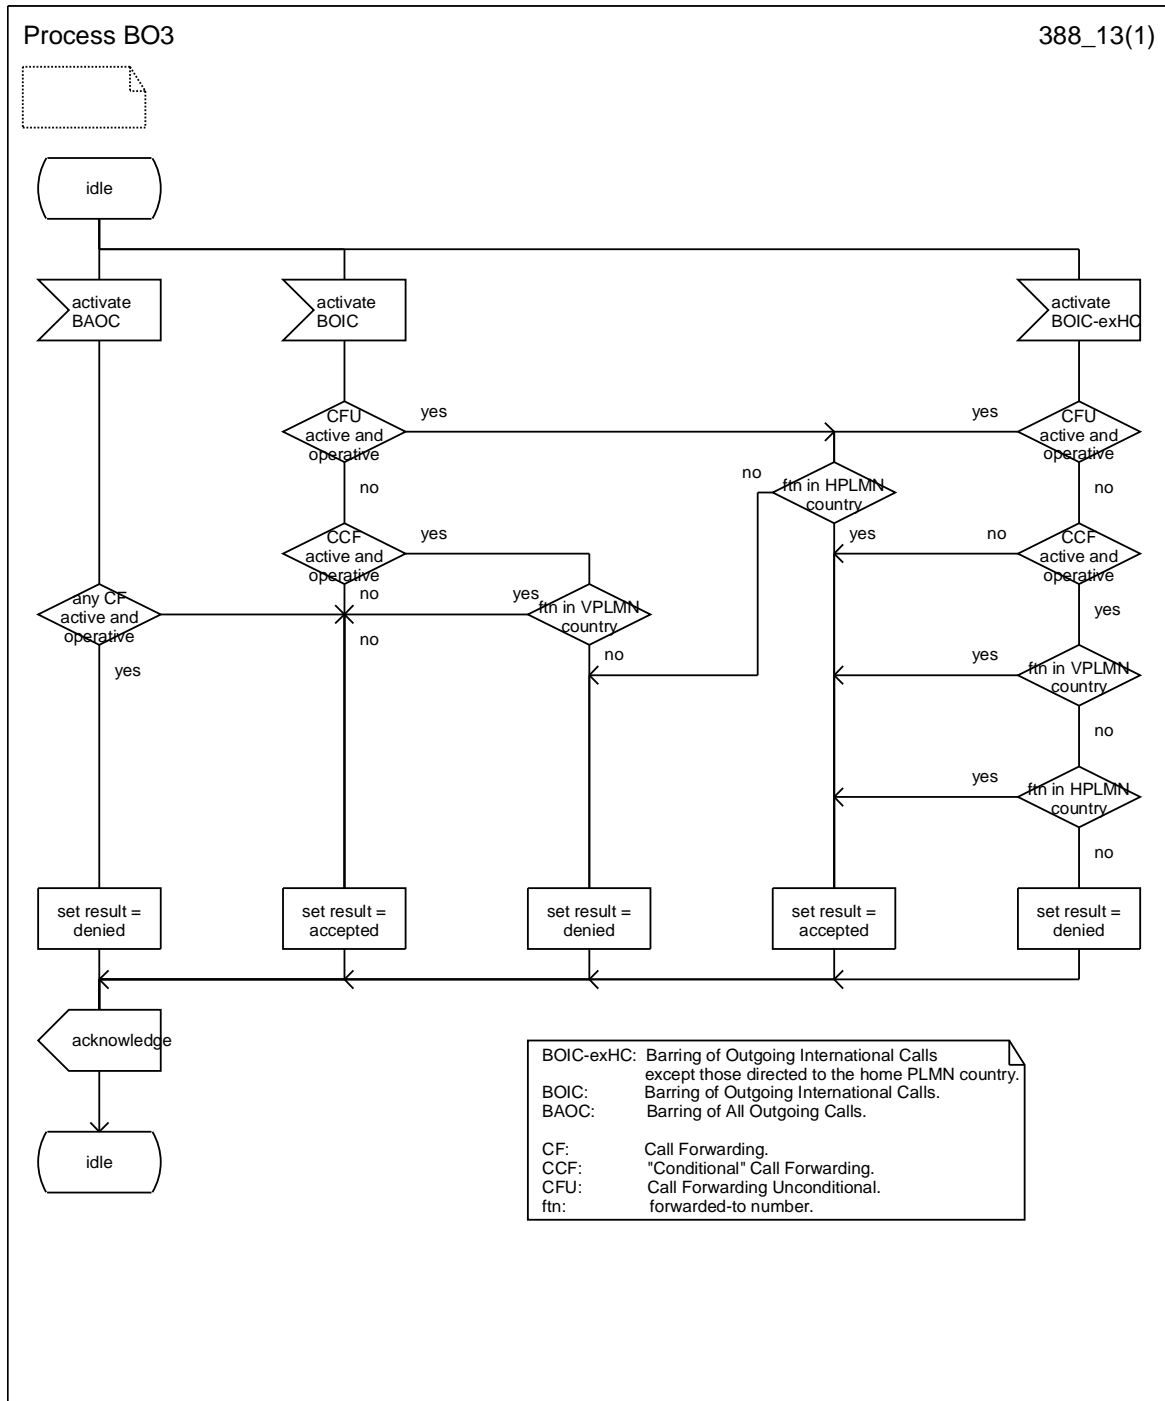 Process BO3
388_13(1)
idle
activate
BAOC
activate
BOIC
activate
BOIC-exHC
CFU
active and
operative
yes
yes
CFU
active and
operative
no
no
ftn in HPLMN
country
no
yes
CCF
active and
operative
yes
no
CCF
active and
operative
no
yes
any CF
active and
operative
no
yes
yes
ftn in VPLMN
country
no
yes
ftn in VPLMN
country
no
yes
ftn in HPLMN
country
no
set result =
denied
set result =
accepted
set result =
denied
set result =
accepted
set result =
denied
acknowledge
idle
BOIC-exHC: Barring of Outgoing International Calls
except those directed to the home PLMN country.
BOIC: Barring of Outgoing International Calls.
BAOC: Barring of All Outgoing Calls.
CF: Call Forwarding.
CCF: "Conditional" Call Forwarding.
CFU: Call Forwarding Unconditional.
ftn: forwarded-to number.